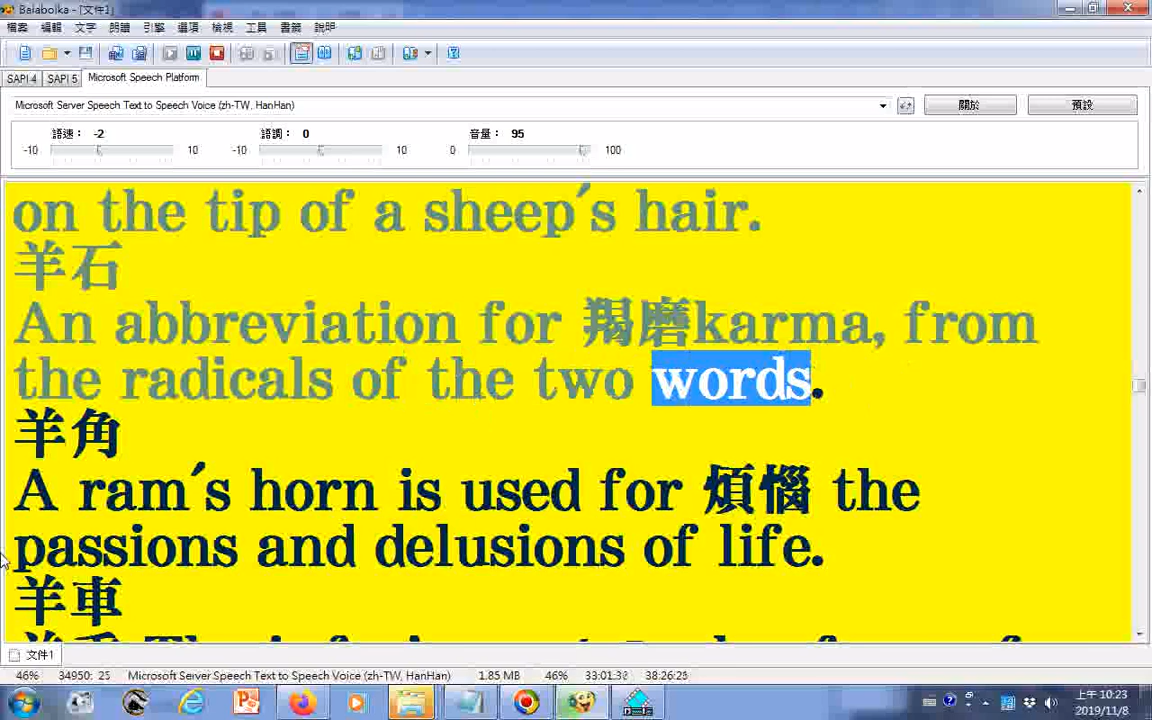 Balabolka - [文件1]
檔案 編輯 文字 朗讀 引擎 選項 檢視 工具 書籤 說明
SAPI 4 SAPI 5 Microsoft Speech Platform
Microsoft Server Speech Text to Speech Voice (zh-TW, HanHan) 關於 預設
語速： -2 語調： 0 音量： 95
-10 10 -10 10 0 100
on the tip of a sheep's hair.
羊石
An abbreviation for 羯磨karma, from
the radicals of the two words.
羊角
A ram's horn is used for 煩惱 the
passions and delusions of life.
羊車
文件1
46% 34950: 25 Microsoft Server Speech Text to Speech Voice (zh-TW, HanHan) 1.85 MB 46% 33:01:38 38:26:28
上午 10:23
2019/11/8